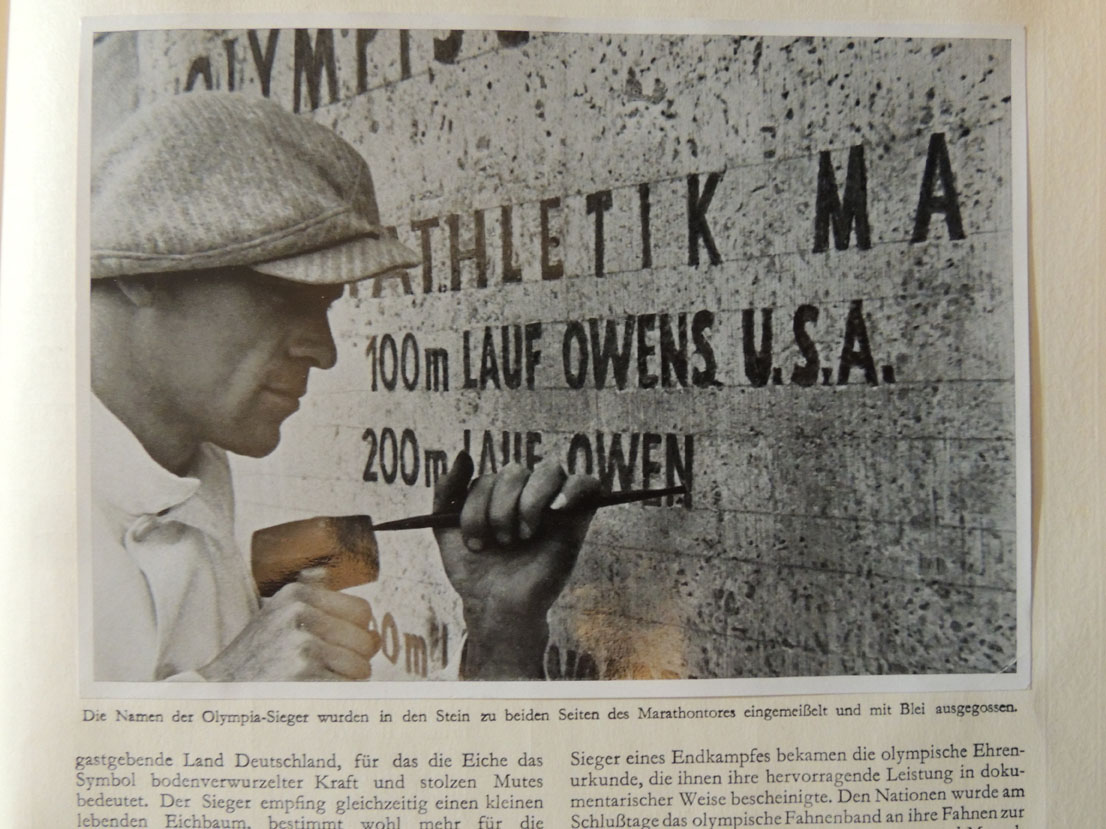 ATHLETIK MA
100m LAUF OWENS U.S.A.
200m LAUF OWEN
Die Namen der Olympia-Sieger wurden in den Stein zu beiden Seiten des Marathontores eingemeißelt und mit Blei ausgegossen.
gastgebende Land Deutschland, für das die Eiche das
Symbol bodenverwurzelter Kraft und stolzen Mutes
bedeutet. Der Sieger empfing gleichzeitig einen kleinen
lebenden Eichbaum, bestimmt wohl mehr für die
Sieger eines Endkampfes bekamen die olympische Ehren-
urkunde, die ihnen ihre hervorragende Leistung in doku-
mentarischer Weise bescheinigte. Den Nationen wurde am
Schlußtage das olympische Fahnenband an ihre Fahnen zur